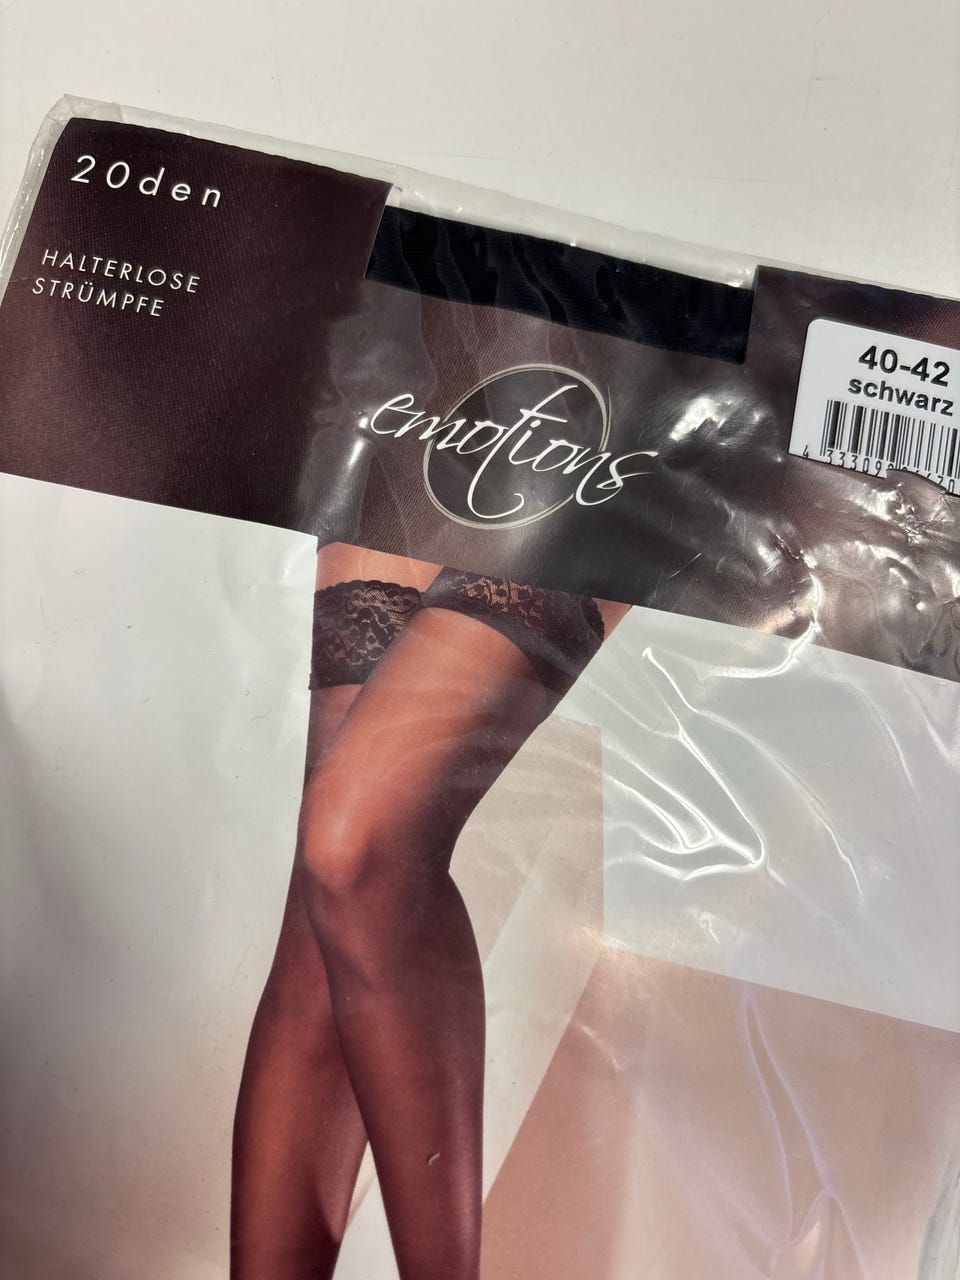 20den
HALTERLOSE
STRÜMPFE
emotions
40-42
schwarz